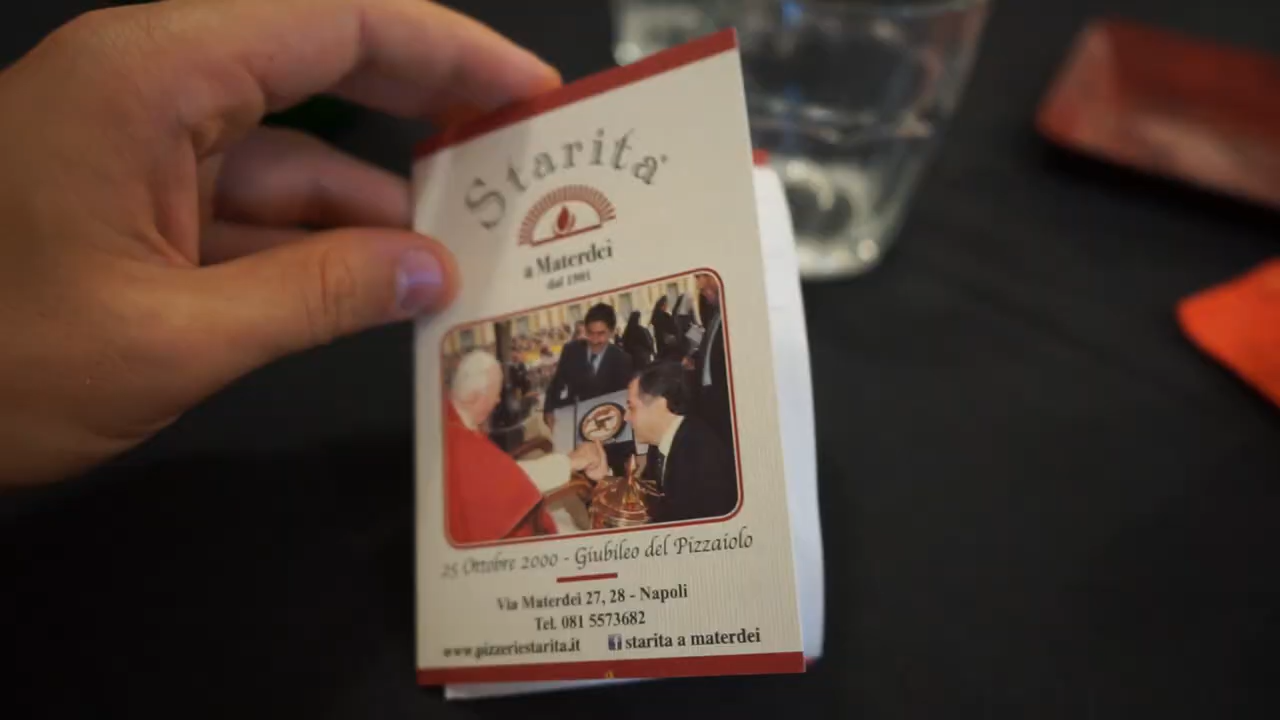 Starita
a Materdei
dal 1901
25 Ottobre 2000 - Giubileo del Pizzaiolo
Via Materdei 27, 28 - Napoli
Tel. 081 5573682
www.pizzeriestarita.it starita a materdei